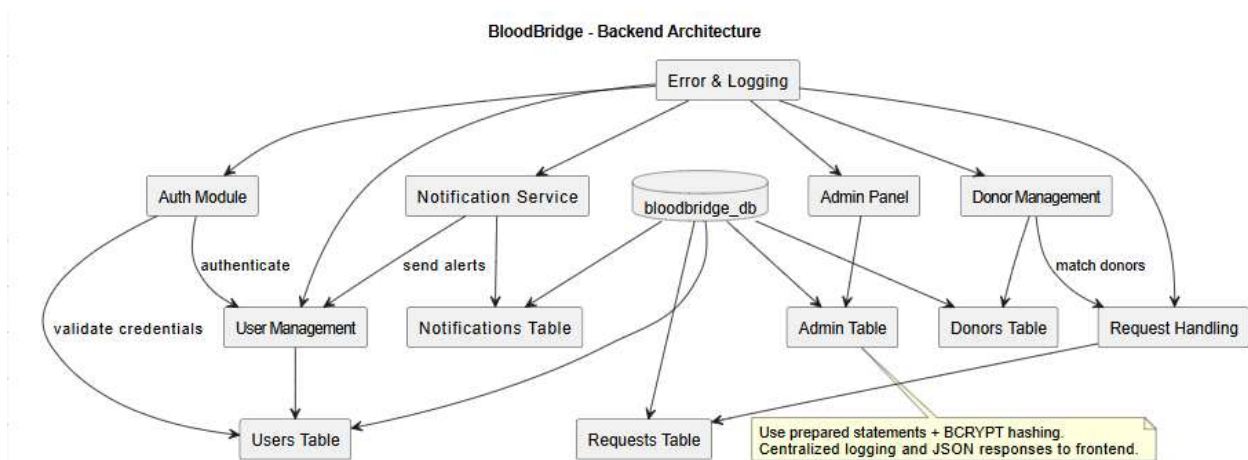 BloodBridge - Backend Architecture
Error & Logging
Auth Module
Notification Service
bloodbridge_db
Admin Panel
Donor Management
authenticate
send alerts
match donors
validate credentials
User Management
Notifications Table
Admin Table
Donors Table
Request Handling
Users Table
Requests Table
Use prepared statements + BCRYPT hashing.
Centralized logging and JSON responses to frontend.